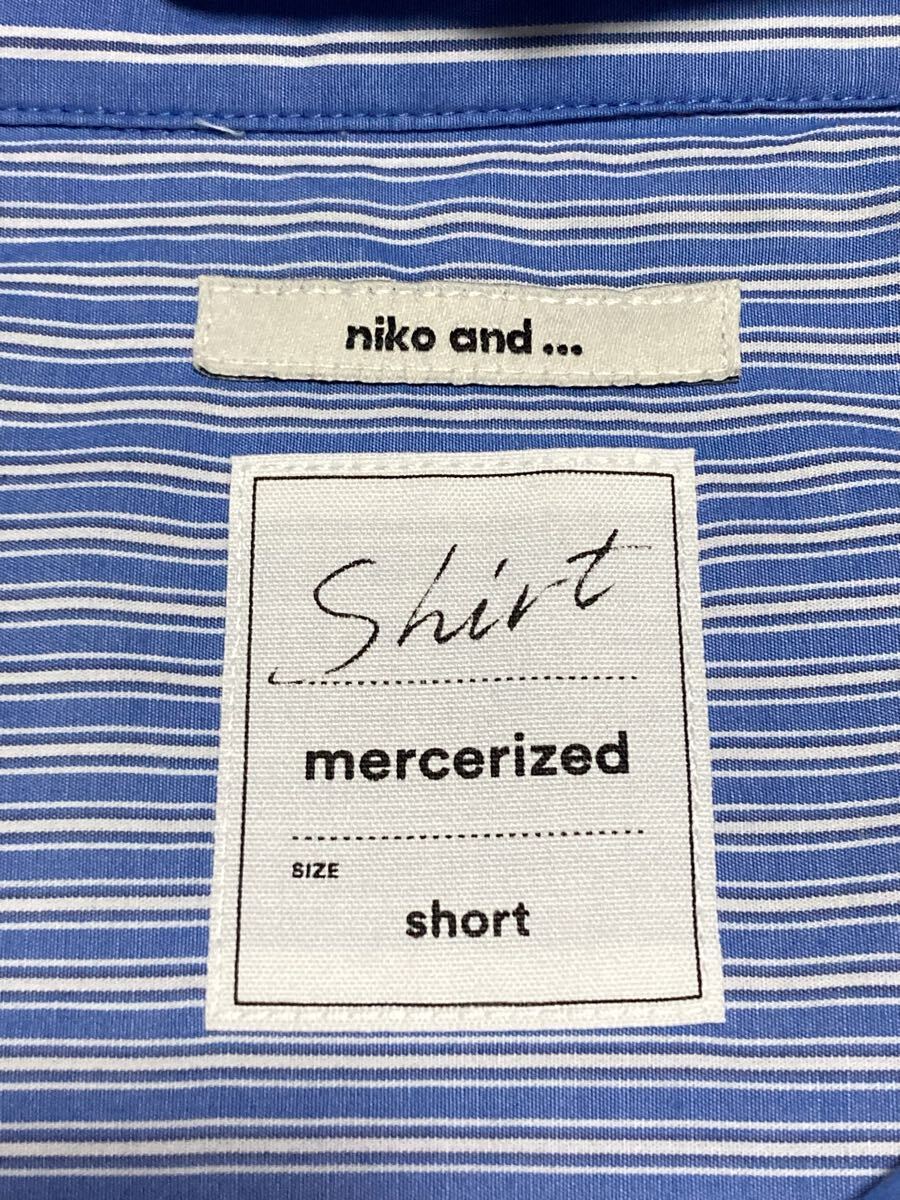 niko and ...
Shirt
mercerized
SIZE
short